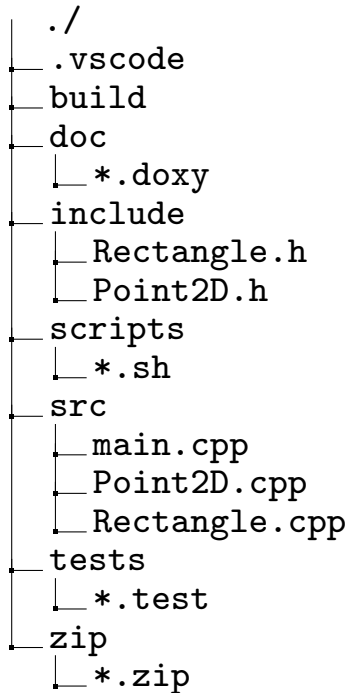 ./
.vscode
build
doc
*.doxy
include
Rectangle.h
Point2D.h
scripts
*.sh
src
main.cpp
Point2D.cpp
Rectangle.cpp
tests
*.test
zip
*.zip